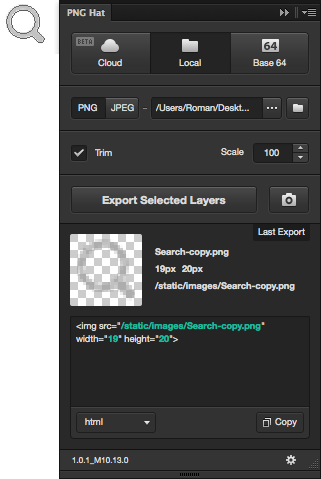 PNG Hat
BETA
Cloud
Local
64
Base 64
PNG JPEG - /Users/Roman/Deskt... ...
Trim
Scale 100
Export Selected Layers
Last Export
Search-copy.png
19px 20px
/static/images/Search-copy.png
<img src="/static/images/Search-copy.png"
width="19" height="20">
html
Copy
1.0.1_M10.13.0